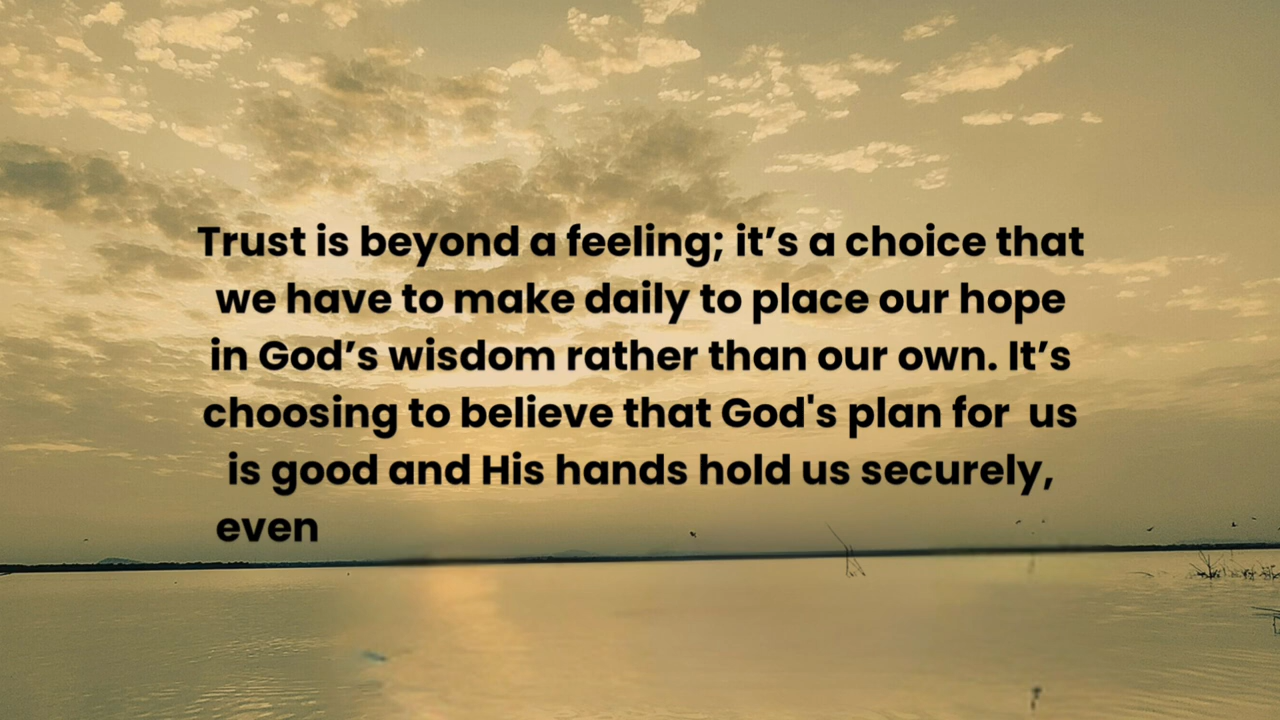 Trust is beyond a feeling; it’s a choice that
we have to make daily to place our hope
in God’s wisdom rather than our own. It’s
choosing to believe that God's plan for  us
is good and His hands hold us securely,
even